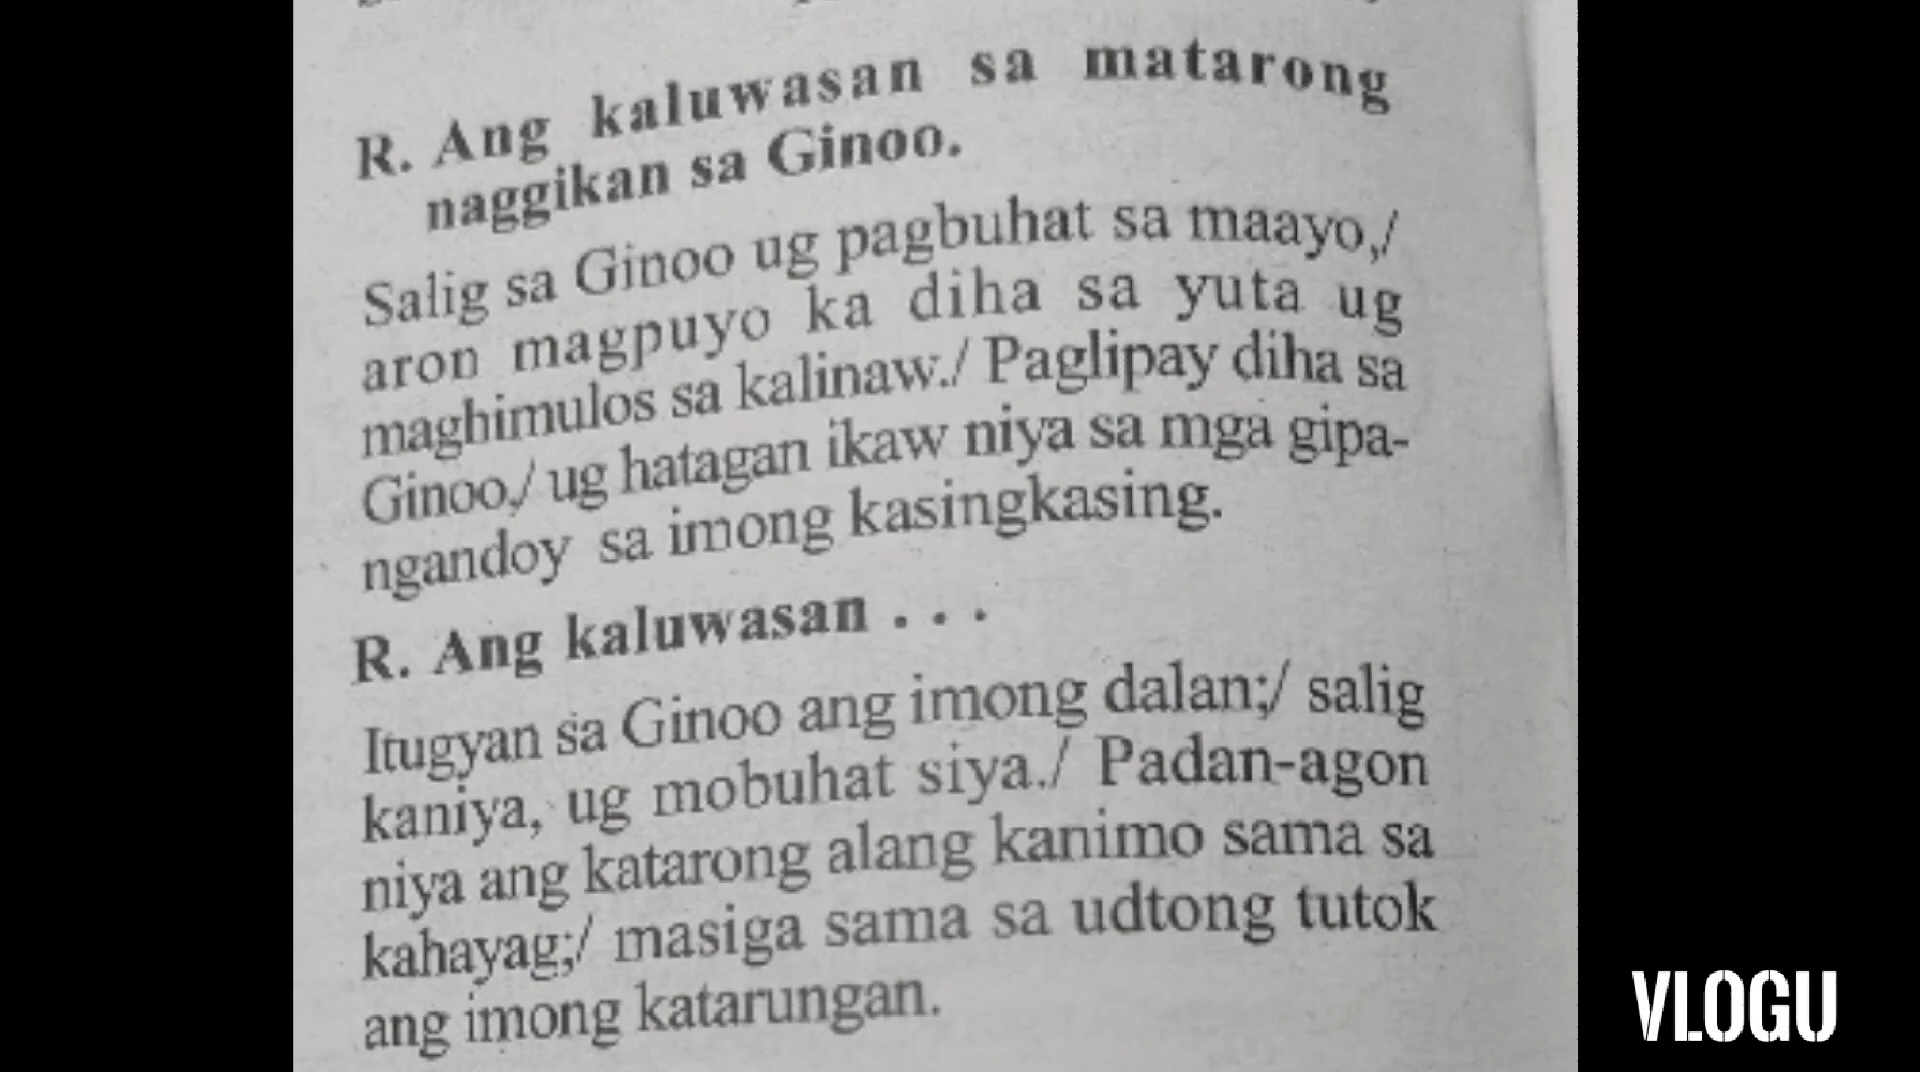 R. Ang kaluwasan sa matarong
naggikan sa Ginoo.
Salig sa Ginoo ug pagbuhat sa maayo,/
aron magpuyo ka diha sa yuta ug
maghimulos sa kalinaw./ Paglipay diha sa
Ginoo,/ ug hatagan ikaw niya sa mga gipa-
ngandoy sa imong kasingkasing.
R. Ang kaluwasan . . .
Itugyan sa Ginoo ang imong dalan;/ salig
kaniya, ug mobuhat siya./ Padan-agon
niya ang katarong alang kanimo sama sa
kahayag;/ masiga sama sa udtong tutok
ang imong katarungan.
VLOGU